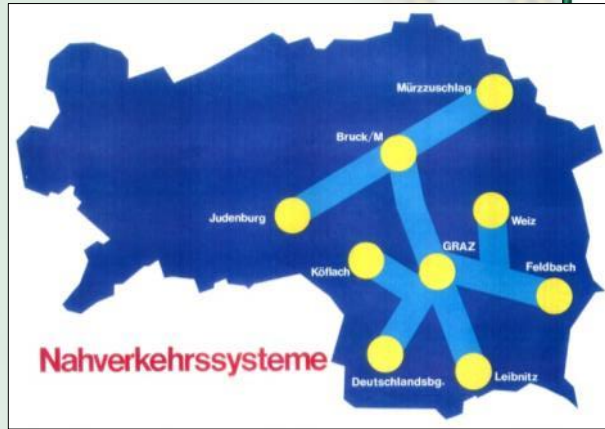 Mürzzuschlag
Bruck/M
Judenburg
Weiz
GRAZ
Köflach
Feldbach
Nahverkehrssysteme
Deutschlandsbg.
Leibnitz